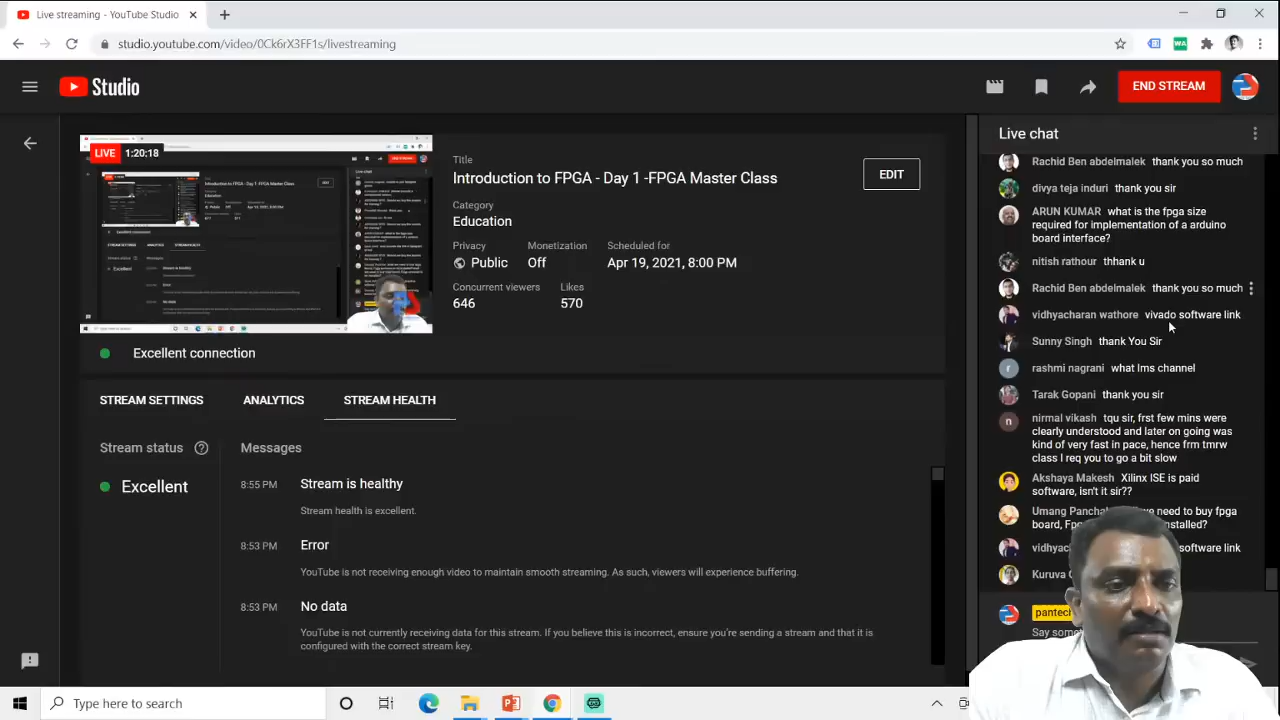 Live streaming - YouTube Studio
studio.youtube.com/video/0Ck6rX3FF1s/livestreaming
WA
Studio
END STREAM
LIVE 1:20:18
Title
Introduction to FPGA - Day 1 -FPGA Master Class
EDIT
Category
Education
Privacy
Monetization
Scheduled for
Public
Off
Apr 19, 2021, 8:00 PM
Concurrent viewers
Likes
646
570
Excellent connection
STREAM SETTINGS
ANALYTICS
STREAM HEALTH
Stream status
Excellent
Messages
8:55 PM Stream is healthy
Stream health is excellent.
8:53 PM Error
YouTube is not receiving enough video to maintain smooth streaming. As such, viewers will experience buffering.
8:53 PM No data
YouTube is not currently receiving data for this stream. If you believe this is incorrect, ensure you're sending a stream and that it is
configured with the correct stream key.
Live chat
Rachid Ben abdelmalek thank you so much
divya teja induri thank you sir
ARUN KUMAR what is the fpga size
required for implementation of a arduino
board interface?
nitish rathour thhank u
Rachid Ben abdelmalek thank you so much
vidhyacharan wathore vivado software link
Sunny Singh thank You Sir
rashmi nagrani what lms channel
Tarak Gopani thank you sir
nirmal vikash tqu sir, frst few mins were
clearly understood and later on going was
kind of very fast in pace, hence frm tmrw
class I req you to go a bit slow
Akshaya Makesh Xilinx ISE is paid
software, isn't it sir??
Umang Panchal need to buy fpga
board,
software link
Kuruva
pantech
Type here to search